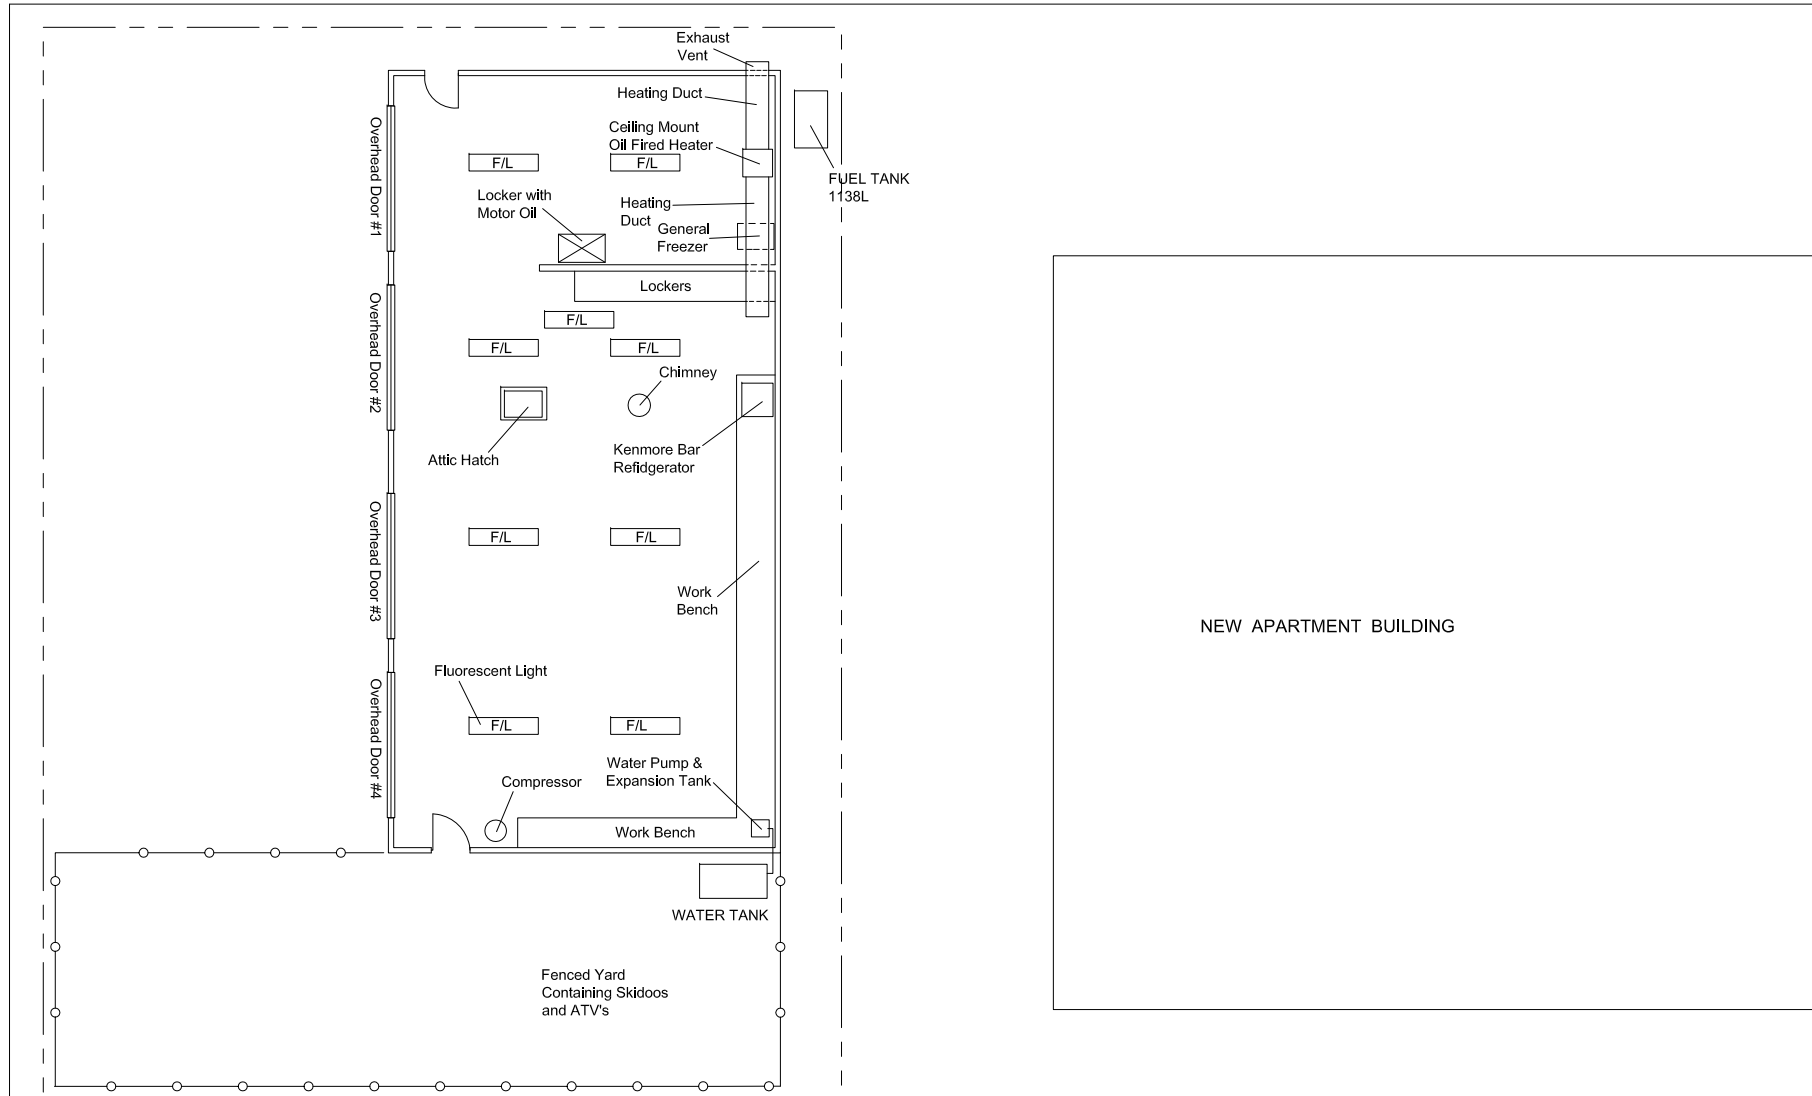 Exhaust
Vent
Heating Duct
Ceiling Mount
Oil Fired Heater
Overhead Door #1
F/L
F/L
FUEL TANK
1138L
Locker with
Motor Oil
Heating
Duct
General
Freezer
Lockers
Overhead Door #2
F/L
F/L
F/L
Chimney
Attic Hatch
Kenmore Bar
Refidgerator
Overhead Door #3
F/L
F/L
Work
Bench
NEW APARTMENT BUILDING
Fluorescent Light
Overhead Door #4
F/L
F/L
Water Pump &
Expansion Tank
Compressor
Work Bench
WATER TANK
Fenced Yard
Containing Skidoos
and ATV's